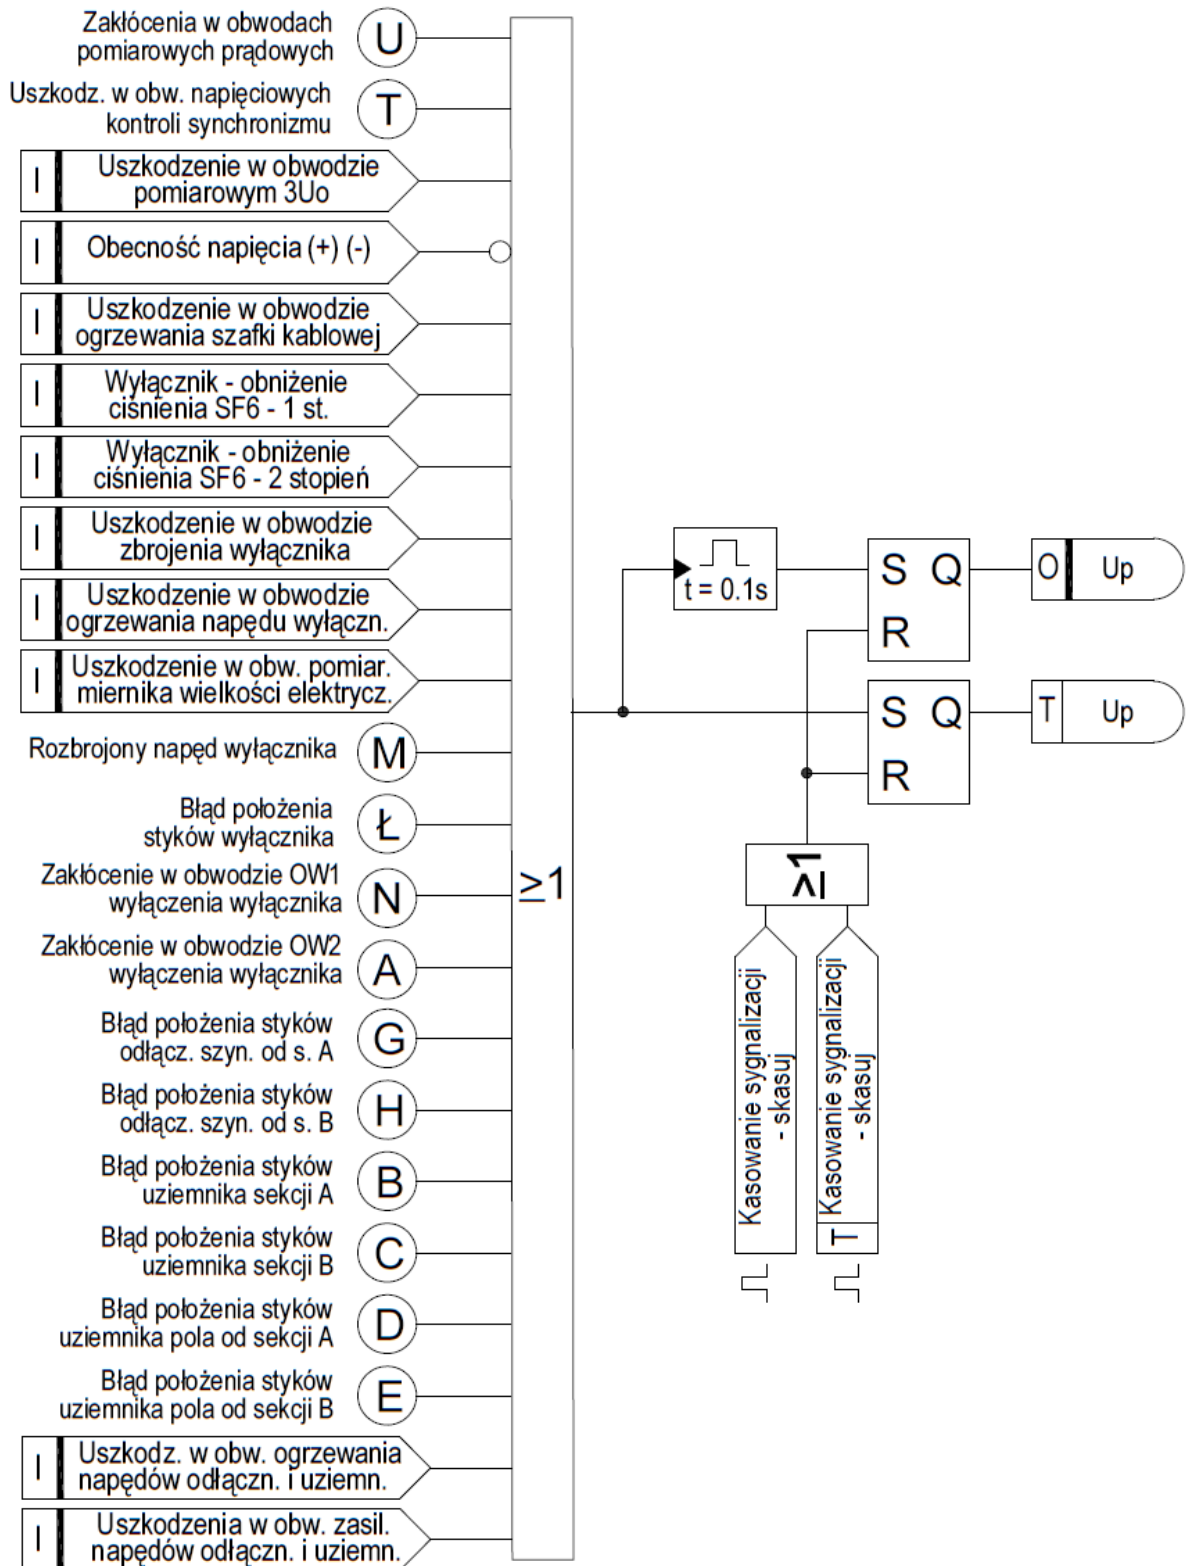 Zakłócenia w obwodach
pomiarowych prądowych
U
Uszkodz. w obw. napięciowych
kontroli synchronizmu
T
I
Uszkodzenie w obwodzie
pomiarowym 3Uo
I
Obecność napięcia (+) (-)
I
Uszkodzenie w obwodzie
ogrzewania szafki kablowej
I
Wyłącznik - obniżenie
ciśnienia SF6 - 1 st.
I
Wyłącznik - obniżenie
ciśnienia SF6 - 2 stopień
I
Uszkodzenie w obwodzie
zbrojenia wyłącznika
I
Uszkodzenie w obwodzie
ogrzewania napędu wyłączn.
I
Uszkodzenie w obw. pomiar.
miernika wielkości elektrycz.
Rozbrojony napęd wyłącznika
M
Błąd położenia
styków wyłącznika
Ł
Zakłócenie w obwodzie OW1
wyłączenia wyłącznika
N
Zakłócenie w obwodzie OW2
wyłączenia wyłącznika
A
Błąd położenia styków
odłącz. szyn. od s. A
G
Błąd położenia styków
odłącz. szyn. od s. B
H
Błąd położenia styków
uziemnika sekcji A
B
Błąd położenia styków
uziemnika sekcji B
C
Błąd położenia styków
uziemnika pola od sekcji A
D
Błąd położenia styków
uziemnika pola od sekcji B
E
I
Uszkodz. w obw. ogrzewania
napędów odłączn. i uziemn.
I
Uszkodzenia w obw. zasil.
napędów odłączn. i uziemn.
≥1
t = 0.1s
S Q
R
O Up
S Q
R
T Up
≥1
Kasowanie sygnalizacji
- skasuj
T Kasowanie sygnalizacji
- skasuj